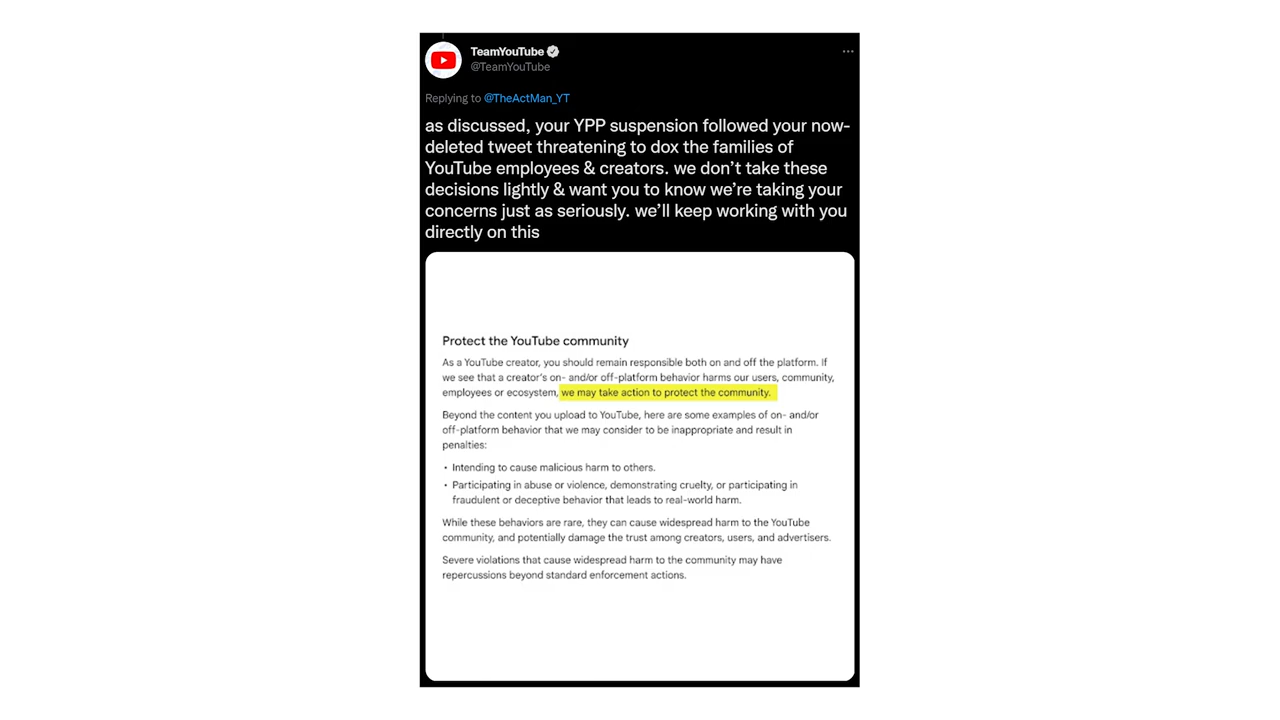 TeamYouTube
@TeamYouTube
Replying to @TheActMan_YT
as discussed, your YPP suspension followed your now-
deleted tweet threatening to dox the families of
YouTube employees & creators. we don’t take these
decisions lightly & want you to know we’re taking your
concerns just as seriously. we’ll keep working with you
directly on this
Protect the YouTube community
As a YouTube creator, you should remain responsible both on and off the platform. If
we see that a creator's on- and/or off-platform behavior harms our users, community,
employees or ecosystem, we may take action to protect the community.
Beyond the content you upload to YouTube, here are some examples of on- and/or
off-platform behavior that we may consider to be inappropriate and result in
penalties:
• Intending to cause malicious harm to others.
• Participating in abuse or violence, demonstrating cruelty, or participating in
fraudulent or deceptive behavior that leads to real-world harm.
While these behaviors are rare, they can cause widespread harm to the YouTube
community, and potentially damage the trust among creators, users, and advertisers.
Severe violations that cause widespread harm to the community may have
repercussions beyond standard enforcement actions.